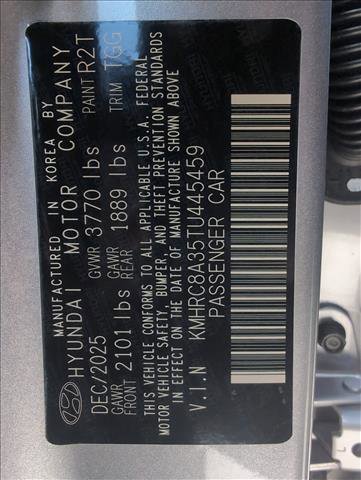 MANUFACTURED IN KOREA BY
HYUNDAI MOTOR COMPANY
DEC/2025 GVWR 3770 lbs PAINT R2T
GAWR FRONT 2101 lbs GAWR REAR 1889 lbs TRIM TGG
THIS VEHICLE CONFORMS TO ALL APPLICABLE U.S.A. FEDERAL
MOTOR VEHICLE SAFETY, BUMPER, AND THEFT PREVENTION STANDARDS
IN EFFECT ON THE DATE OF MANUFACTURE SHOWN ABOVE
V.I.N KMHRC8A35TU445459
PASSENGER CAR